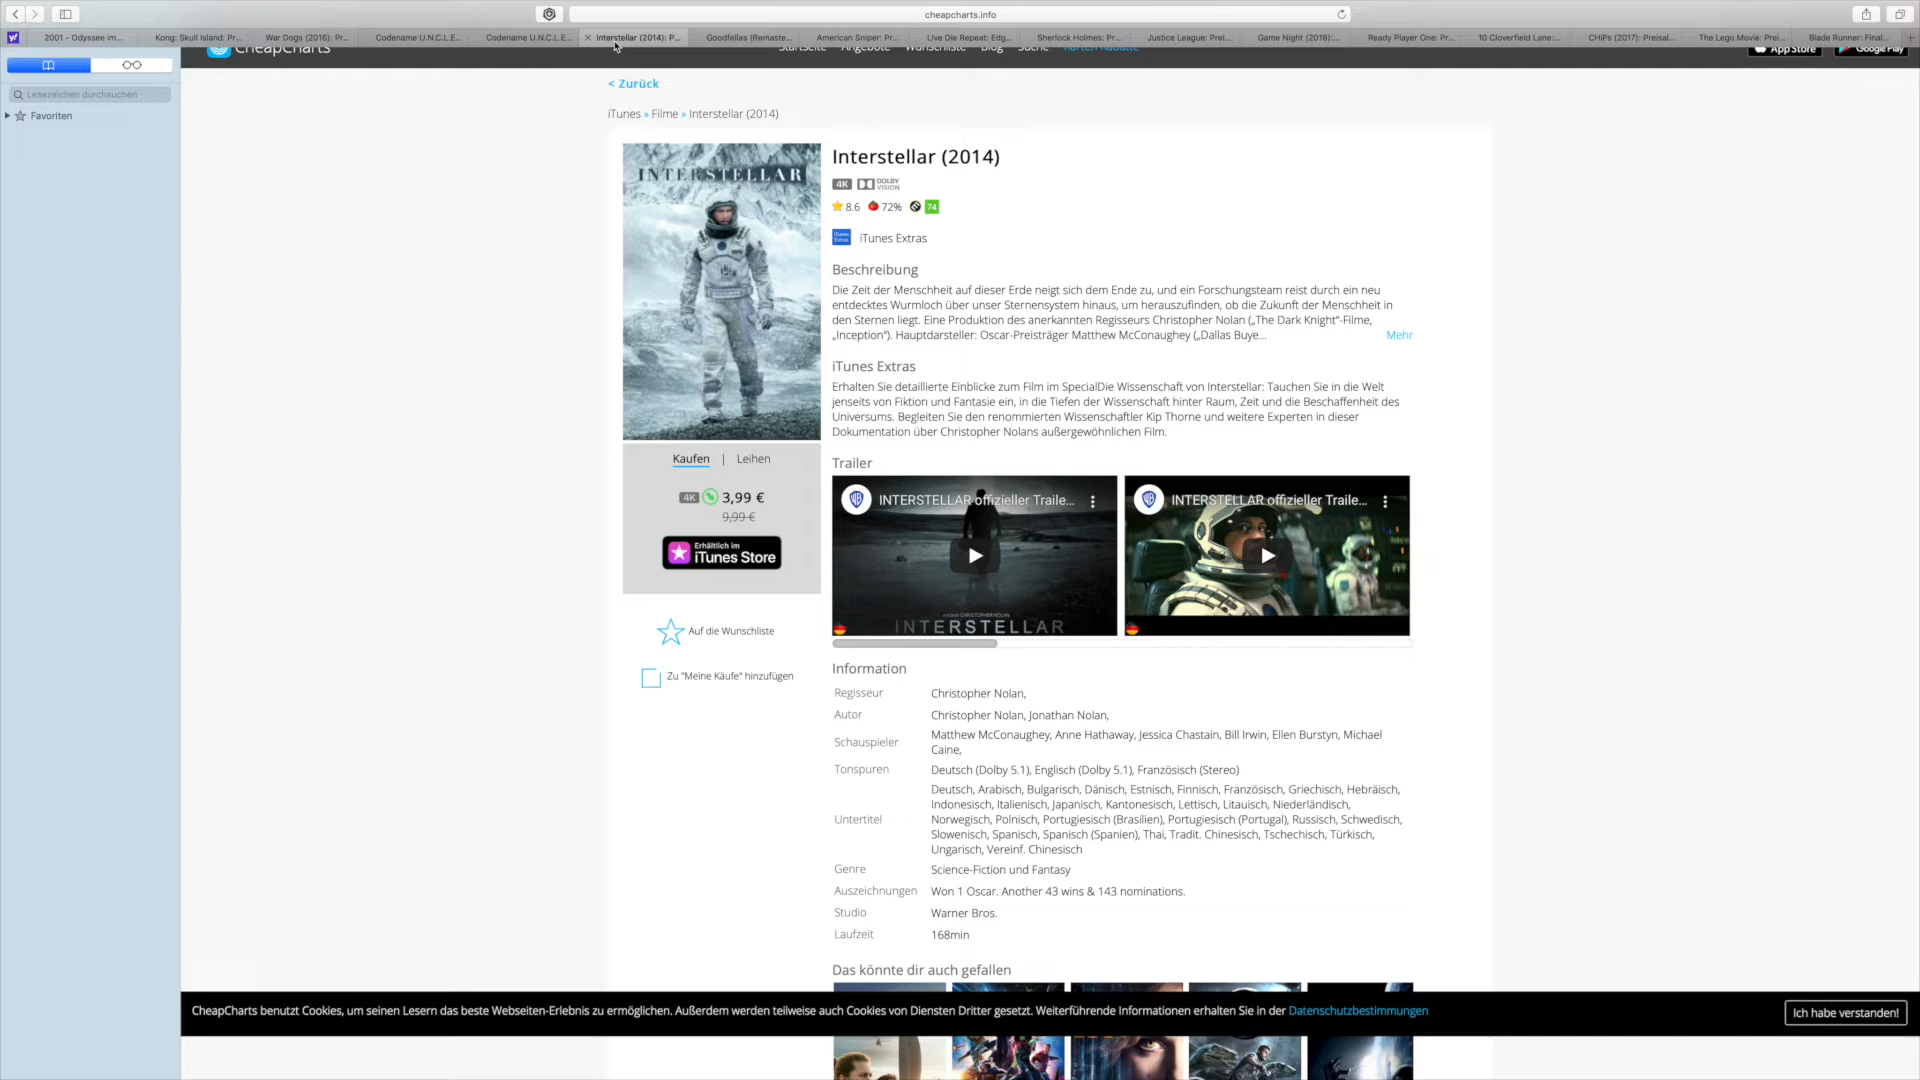 cheapcharts.info
2001 - Odyssee im...
Kong: Skull Island: Pr...
War Dogs (2016): Pr...
Codename U.N.C.L.E...
Codename U.N.C.L.E...
Interstellar (2014): P...
Goodfellas (Remaste...
American Sniper: Pr...
Live Die Repeat: Edg...
Sherlock Holmes: Pr...
Justice League: Prei...
Game Night (2018):...
Ready Player One: Pr...
10 Cloverfield Lane:...
CHiPs (2017): Preisal...
The Lego Movie: Prei...
Blade Runner: Final...
CheapCharts
Startseite Angebote Wunschliste Blog Suche Karten Rabatte
App Store
Google Play
Lesezeichen durchsuchen
Favoriten
< Zurück
iTunes » Filme » Interstellar (2014)
INTERSTELLAR
Interstellar (2014)
4K DOLBY VISION
8.6 72% 74
iTunes Extras
iTunes Extras
Beschreibung
Die Zeit der Menschheit auf dieser Erde neigt sich dem Ende zu, und ein Forschungsteam reist durch ein neu
entdecktes Wurmloch über unser Sternensystem hinaus, um herauszufinden, ob die Zukunft der Menschheit in
den Sternen liegt. Eine Produktion des anerkannten Regisseurs Christopher Nolan („The Dark Knight“-Filme,
„Inception“). Hauptdarsteller: Oscar-Preisträger Matthew McConaughey („Dallas Buye...
Mehr
iTunes Extras
Erhalten Sie detaillierte Einblicke zum Film im SpecialDie Wissenschaft von Interstellar: Tauchen Sie in die Welt
jenseits von Fiktion und Fantasie ein, in die Tiefen der Wissenschaft hinter Raum, Zeit und die Beschaffenheit des
Universums. Begleiten Sie den renommierten Wissenschaftler Kip Thorne und weitere Experten in dieser
Dokumentation über Christopher Nolans außergewöhnlichen Film.
Kaufen | Leihen
4K 3,99 €
9,99 €
Erhältlich im
iTunes Store
Auf die Wunschliste
Zu "Meine Käufe" hinzufügen
Trailer
INTERSTELLAR offizieller Traile...
INTERSTELLAR
INTERSTELLAR offizieller Traile...
Information
Regisseur Christopher Nolan,
Autor Christopher Nolan, Jonathan Nolan,
Schauspieler Matthew McConaughey, Anne Hathaway, Jessica Chastain, Bill Irwin, Ellen Burstyn, Michael
Caine,
Tonspuren Deutsch (Dolby 5.1), Englisch (Dolby 5.1), Französisch (Stereo)
Untertitel Deutsch, Arabisch, Bulgarisch, Dänisch, Estnisch, Finnisch, Französisch, Griechisch, Hebräisch,
Indonesisch, Italienisch, Japanisch, Kantonesisch, Lettisch, Litauisch, Niederländisch,
Norwegisch, Polnisch, Portugiesisch (Brasilien), Portugiesisch (Portugal), Russisch, Schwedisch,
Slowenisch, Spanisch, Spanisch (Spanien), Thai, Tradit. Chinesisch, Tschechisch, Türkisch,
Ungarisch, Vereinf. Chinesisch
Genre Science-Fiction und Fantasy
Auszeichnungen Won 1 Oscar. Another 43 wins & 143 nominations.
Studio Warner Bros.
Laufzeit 168min
Das könnte dir auch gefallen
CheapCharts benutzt Cookies, um seinen Lesern das beste Webseiten-Erlebnis zu ermöglichen. Außerdem werden teilweise auch Cookies von Diensten Dritter gesetzt. Weiterführende Informationen erhalten Sie in der Datenschutzbestimmungen
Ich habe verstanden!